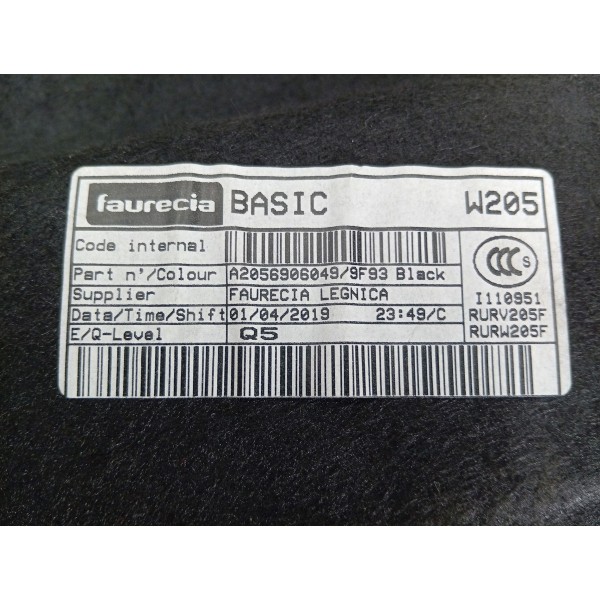 faurecia BASIC W205
Code internal
CCC S
Part n°/Colour A2056906049/9F93 Black
Supplier FAURECIA LEGNICA I110951
Data/Time/Shift 01/04/2019 23:49/C RURV205F
E/Q-Level Q5 RURW205F